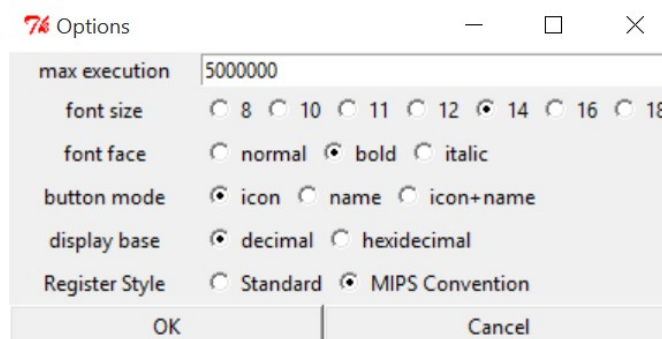 Options
max execution 5000000
font size 8 10 11 12 14 16 18
font face normal bold italic
button mode icon name icon+name
display base decimal hexidecimal
Register Style Standard MIPS Convention
OK Cancel